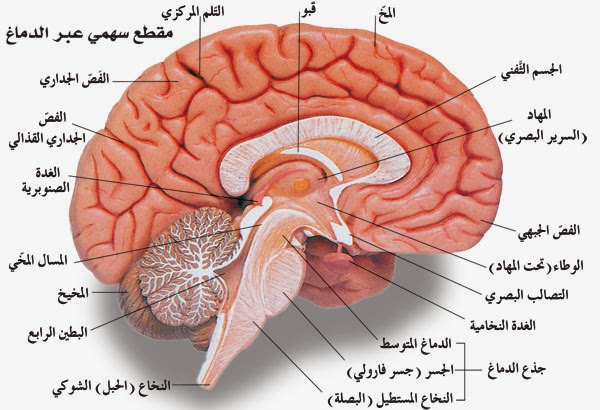 مقطع سهمي عبر الدماغ
التلم المركزي
قبو
المخ
الجسم الثفني
المهاد
(السرير البصري)
الفص الجبهي
الوطاء (تحت المهاد)
التصالب البصري
الغدة النخامية
الفص الجداري
الفص
الجداري القذالي
الغدة
الصنوبرية
المسال المخي
المخيخ
البطين الرابع
النخاع (الحبل) الشوكي
جذع الدماغ
الدماغ المتوسط
الجسر (جسر فارولي)
النخاع المستطيل (البصلة)